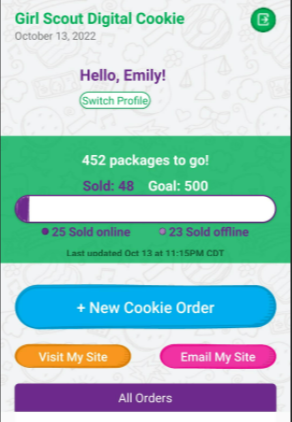 Girl Scout Digital Cookie
October 13, 2022
Hello, Emily!
Switch Profile
452 packages to go!
Sold: 48 Goal: 500
25 Sold online 23 Sold offline
Last updated Oct 13 at 11:15PM CDT
+ New Cookie Order
Visit My Site Email My Site
All Orders